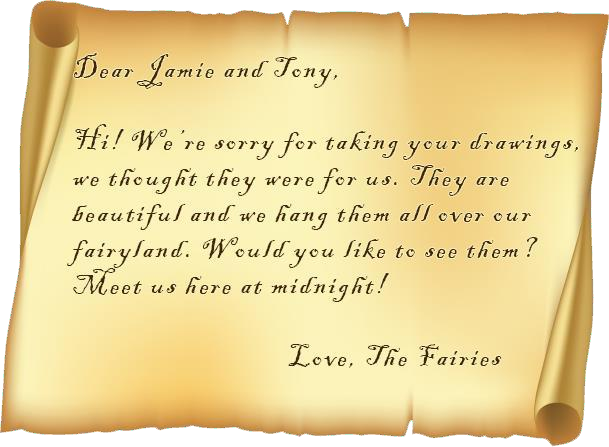 Dear Jamie and Tony,
Hi! We're sorry for taking your drawings,
we thought they were for us. They are
beautiful and we hang them all over our
fairyland. Would you like to see them?
Meet us here at midnight!
Love, The Fairies